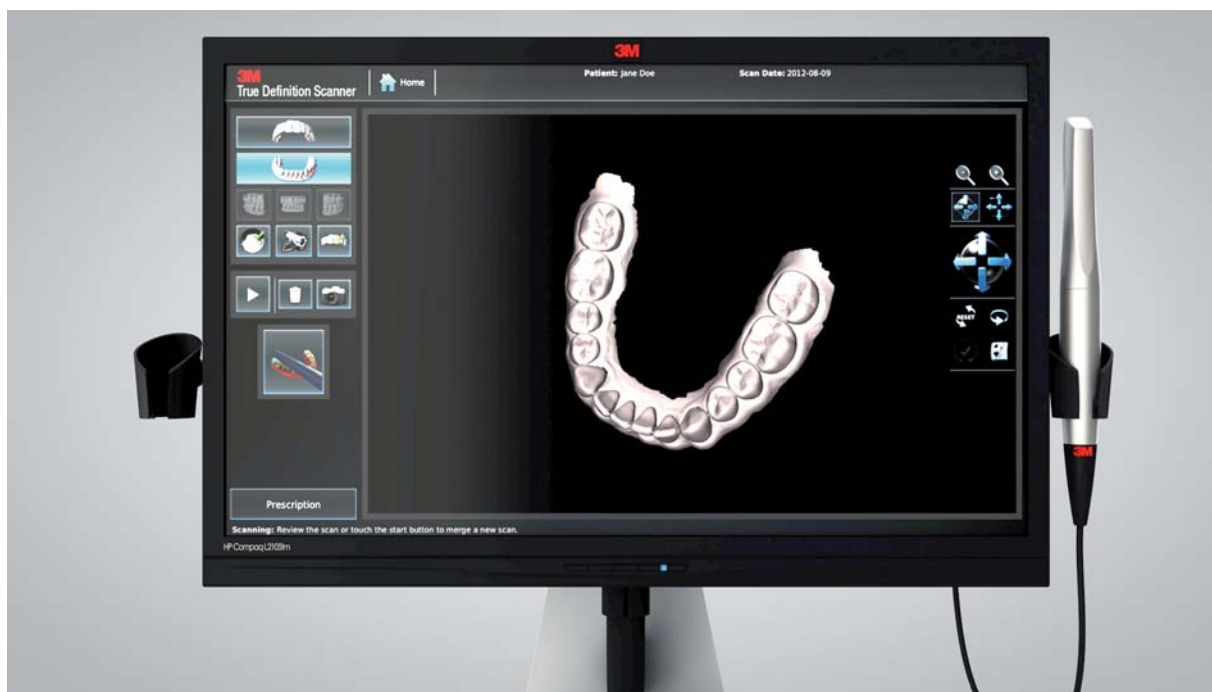 3M
3M
True Definition Scanner
Home
Patient: Jane Doe
Scan Date: 2012-08-09
RESET
Prescription
Scanning: Review the scan or touch the start button to merge a new scan.
HP Compaq L2105tm
3M